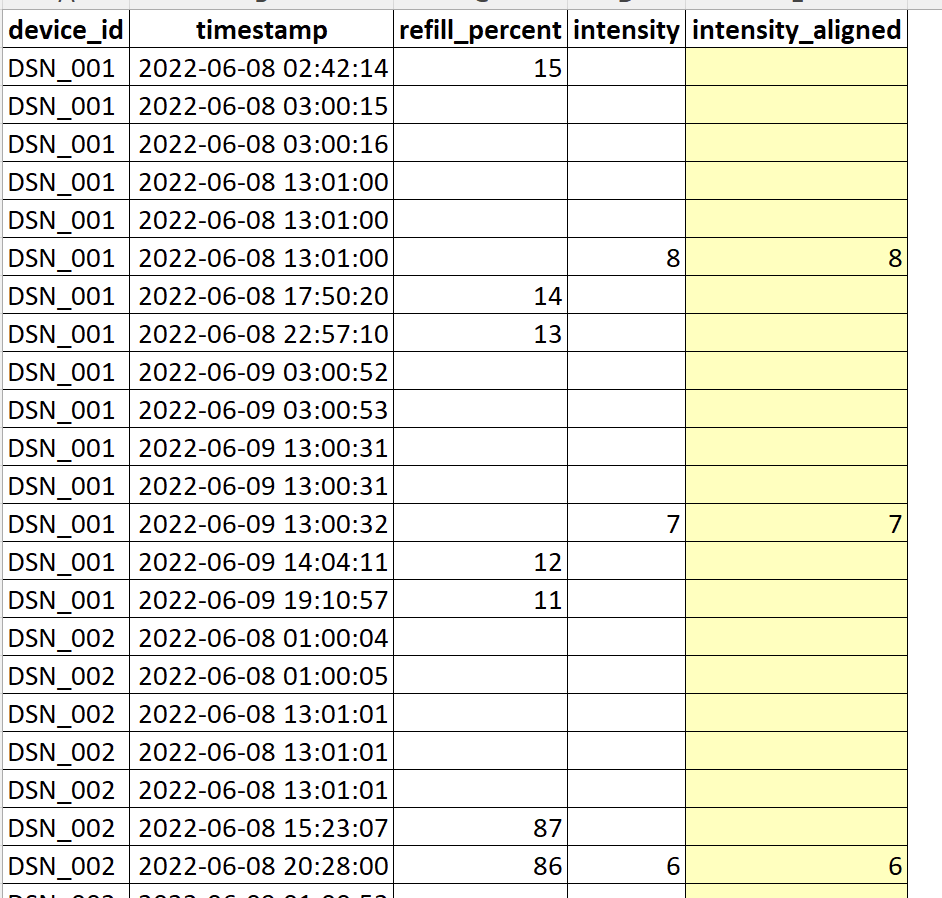 device_id timestamp refill_percent intensity intensity_aligned
DSN_001 2022-06-08 02:42:14 15
DSN_001 2022-06-08 03:00:15
DSN_001 2022-06-08 03:00:16
DSN_001 2022-06-08 13:01:00
DSN_001 2022-06-08 13:01:00
DSN_001 2022-06-08 13:01:00 8 8
DSN_001 2022-06-08 17:50:20 14
DSN_001 2022-06-08 22:57:10 13
DSN_001 2022-06-09 03:00:52
DSN_001 2022-06-09 03:00:53
DSN_001 2022-06-09 13:00:31
DSN_001 2022-06-09 13:00:31
DSN_001 2022-06-09 13:00:32 7 7
DSN_001 2022-06-09 14:04:11 12
DSN_001 2022-06-09 19:10:57 11
DSN_002 2022-06-08 01:00:04
DSN_002 2022-06-08 01:00:05
DSN_002 2022-06-08 13:01:01
DSN_002 2022-06-08 13:01:01
DSN_002 2022-06-08 13:01:01
DSN_002 2022-06-08 15:23:07 87
DSN_002 2022-06-08 20:28:00 86 6 6